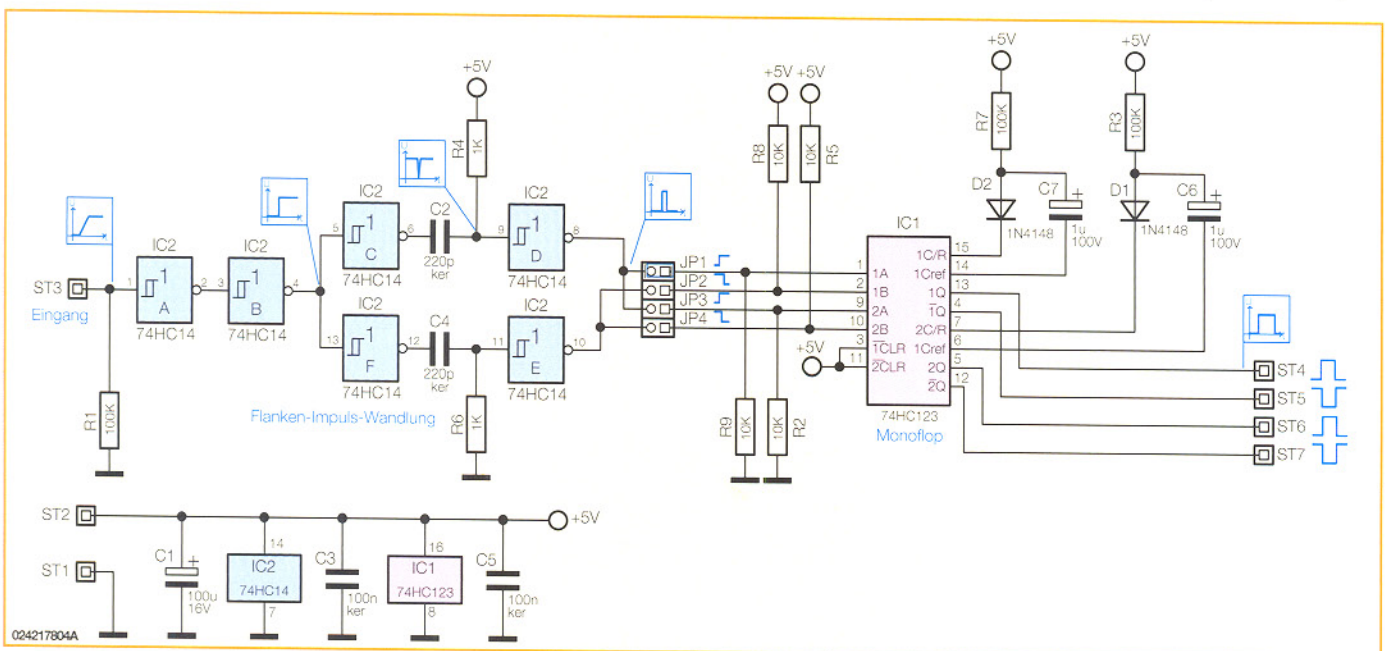 +5V
+5V
+5V +5V
+5V
R7
100K
R3
100K
R4
1K
R8
10K
10K
R5
U
X
U
X
U
X
U
X
U
X
IC2
IC2
IC2
C2
IC2
IC1
D2
C7
+
D1
C6
+
1N4148
1u
100V
1N4148
1u
100V
ST3
Eingang
1
1
A
2
74HC14
3
1
B
4
74HC14
5
1
C
6
74HC14
220p
ker
9
1
D
8
74HC14
IC2
C4
IC2
13
1
F
12
74HC14
220p
ker
11
1
E
10
74HC14
JP1
JP2
JP3
JP4
+5V
1
1A
2
1B
9
2A
10
2B
3
1CLR
11
2CLR
1C/R
15
1Cref
14
1Q
13
1Q
4
2C/R
7
1Cref
6
2Q
5
2Q
12
74HC123
Monoflop
ST4
ST5
ST6
ST7
R1
100K
Flanken-Impuls-Wandlung
R6
1K
R9
10K
10K
R2
ST2
+5V
C1
+
100u
16V
14
IC2
74HC14
7
C3
100n
ker
16
IC1
74HC123
8
C5
100n
ker
ST1
024217804A